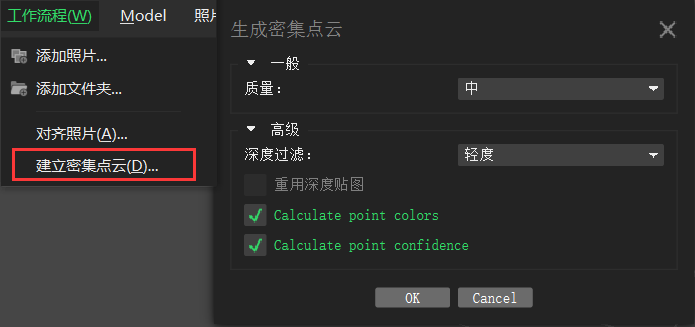 工作流程(W) Model 照片
添加照片...
添加文件夹...
对齐照片(A)...
建立密集点云(D)...
生成密集点云
一般
质量： 中
高级
深度过滤： 轻度
重用深度贴图
Calculate point colors
Calculate point confidence
OK Cancel